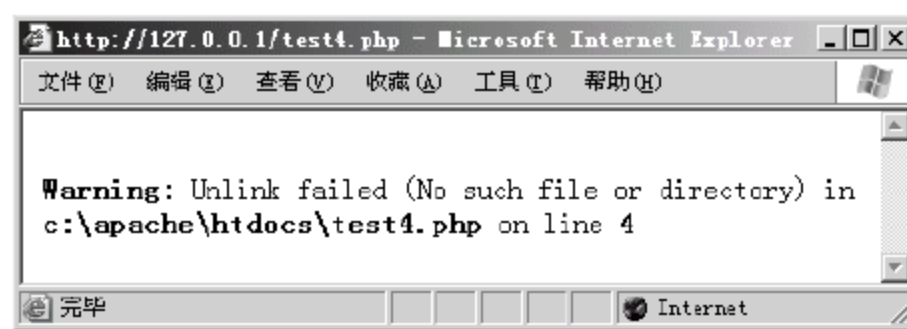 http://127.0.0.1/test4.php - Microsoft Internet Explorer
文件(F) 编辑(E) 查看(V) 收藏(A) 工具(T) 帮助(H)
Warning: Unlink failed (No such file or directory) in
c:\apache\htdocs\test4.php on line 4
完毕 Internet